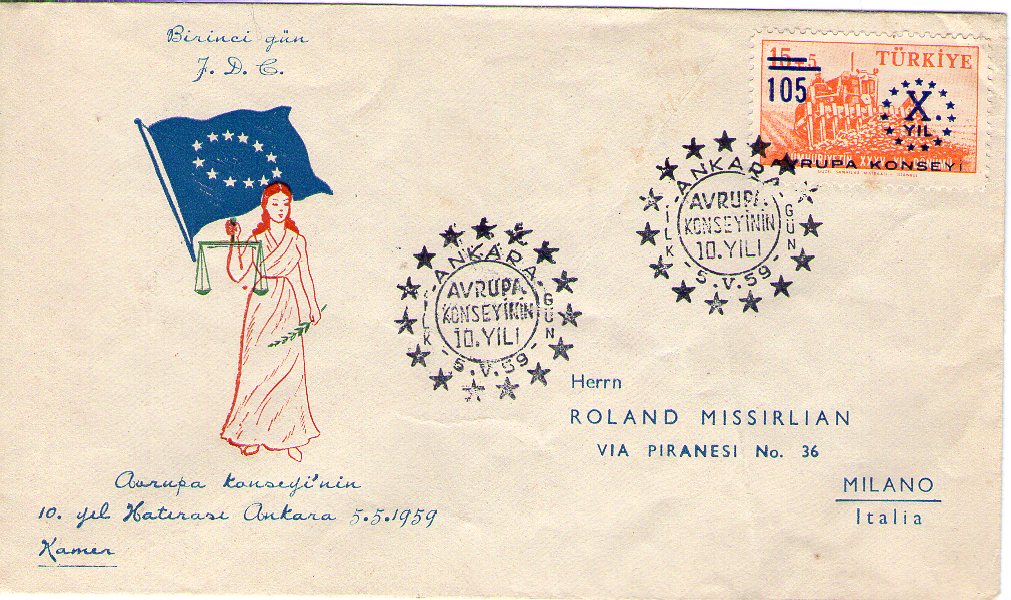 Birinci gün
F. D. C.
15+5
TÜRKİYE
105
X.
YIL
AVRUPA KONSEYİ
ANKARA
İLK GÜN
AVRUPA
KONSEYİNİN
10. YILI
5.V.59
ANKARA
İLK GÜN
AVRUPA
KONSEYİNİN
10. YILI
5.V.59
Herrn
ROLAND MISSIRLIAN
VIA PIRANESI No. 36
MILANO
Italia
Avrupa konseyi'nin
10. yıl Hatırası Ankara 5.5.1959
Kamer